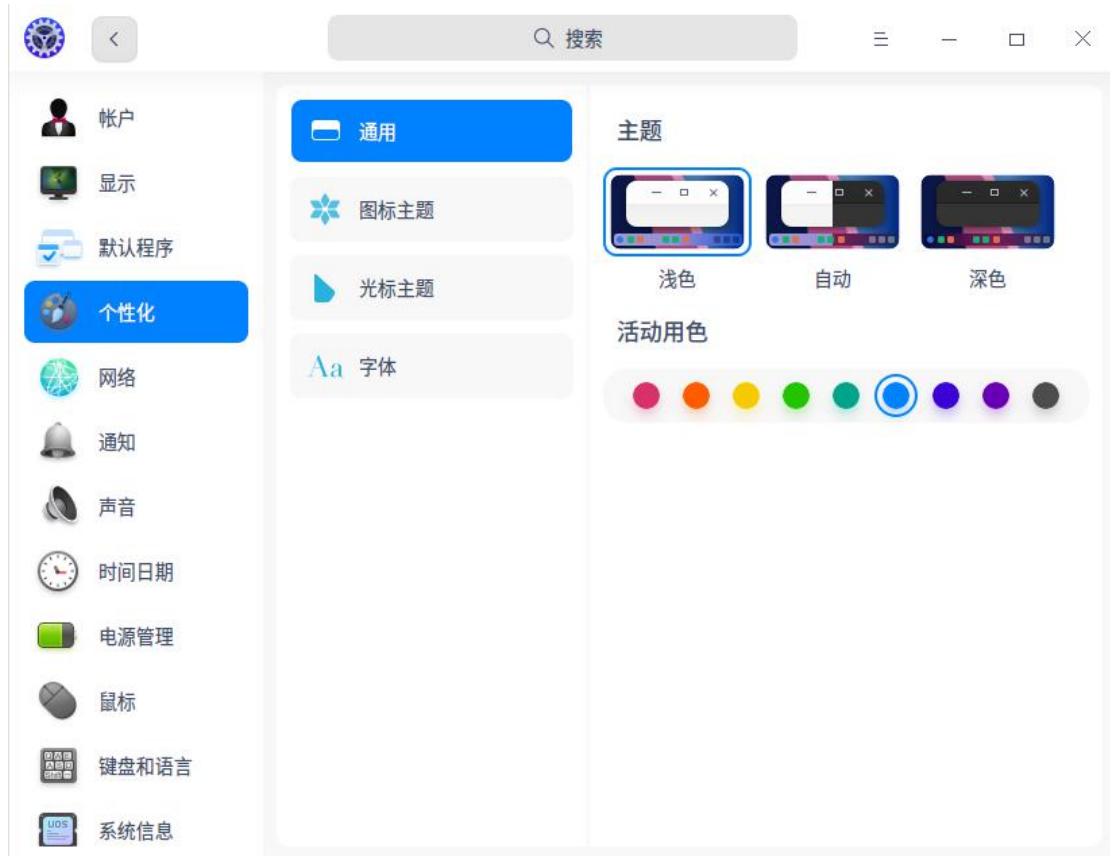 搜索
帐户
显示
默认程序
个性化
网络
通知
声音
时间日期
电源管理
鼠标
键盘和语言
UOS
系统信息
通用
图标主题
光标主题
Aa 字体
主题
浅色
自动
深色
活动用色